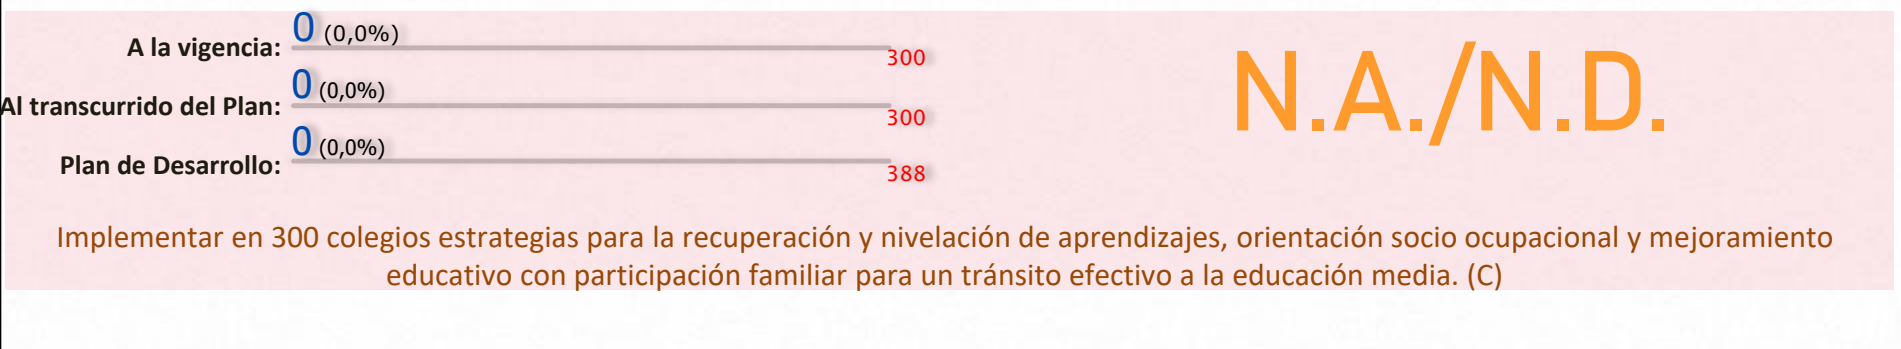 A la vigencia: 0 (0,0%) 300
Al transcurrido del Plan: 0 (0,0%) 300
Plan de Desarrollo: 0 (0,0%) 388
N.A./N.D.
Implementar en 300 colegios estrategias para la recuperación y nivelación de aprendizajes, orientación socio ocupacional y mejoramiento
educativo con participación familiar para un tránsito efectivo a la educación media. (C)